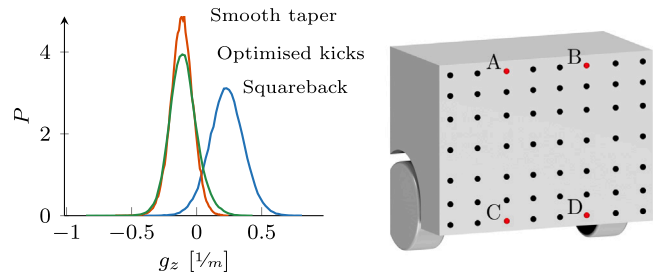 Smooth taper
Optimised kicks
Squareback
4
2
0
P
−1
−0.5
0
0.5
g_z [1/m]
A
B
C
D